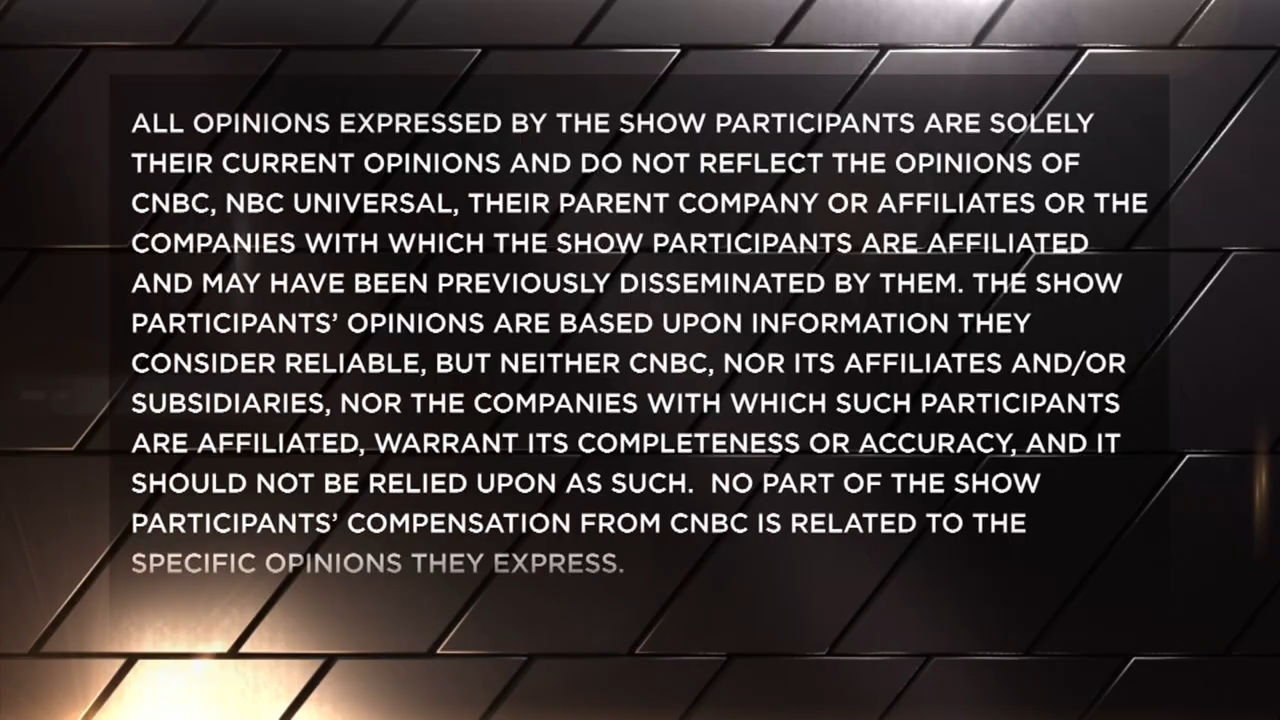 ALL OPINIONS EXPRESSED BY THE SHOW PARTICIPANTS ARE SOLELY
THEIR CURRENT OPINIONS AND DO NOT REFLECT THE OPINIONS OF
CNBC, NBC UNIVERSAL, THEIR PARENT COMPANY OR AFFILIATES OR THE
COMPANIES WITH WHICH THE SHOW PARTICIPANTS ARE AFFILIATED
AND MAY HAVE BEEN PREVIOUSLY DISSEMINATED BY THEM. THE SHOW
PARTICIPANTS’ OPINIONS ARE BASED UPON INFORMATION THEY
CONSIDER RELIABLE, BUT NEITHER CNBC, NOR ITS AFFILIATES AND/OR
SUBSIDIARIES, NOR THE COMPANIES WITH WHICH SUCH PARTICIPANTS
ARE AFFILIATED, WARRANT ITS COMPLETENESS OR ACCURACY, AND IT
SHOULD NOT BE RELIED UPON AS SUCH.  NO PART OF THE SHOW
PARTICIPANTS’ COMPENSATION FROM CNBC IS RELATED TO THE
SPECIFIC OPINIONS THEY EXPRESS.